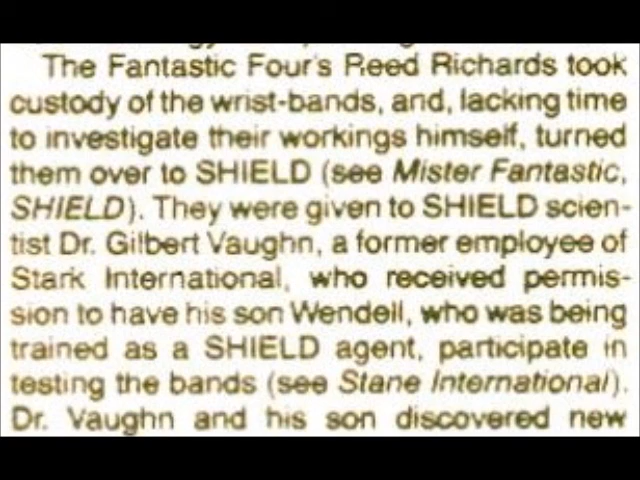 The Fantastic Four's Reed Richards took
custody of the wrist-bands, and, lacking time
to investigate their workings himself, turned
them over to SHIELD (see Mister Fantastic,
SHIELD). They were given to SHIELD scien-
tist Dr. Gilbert Vaughn, a former employee of
Stark International, who received permis-
sion to have his son Wendell, who was being
trained as a SHIELD agent, participate in
testing the bands (see Stane International).
Dr. Vaughn and his son discovered new